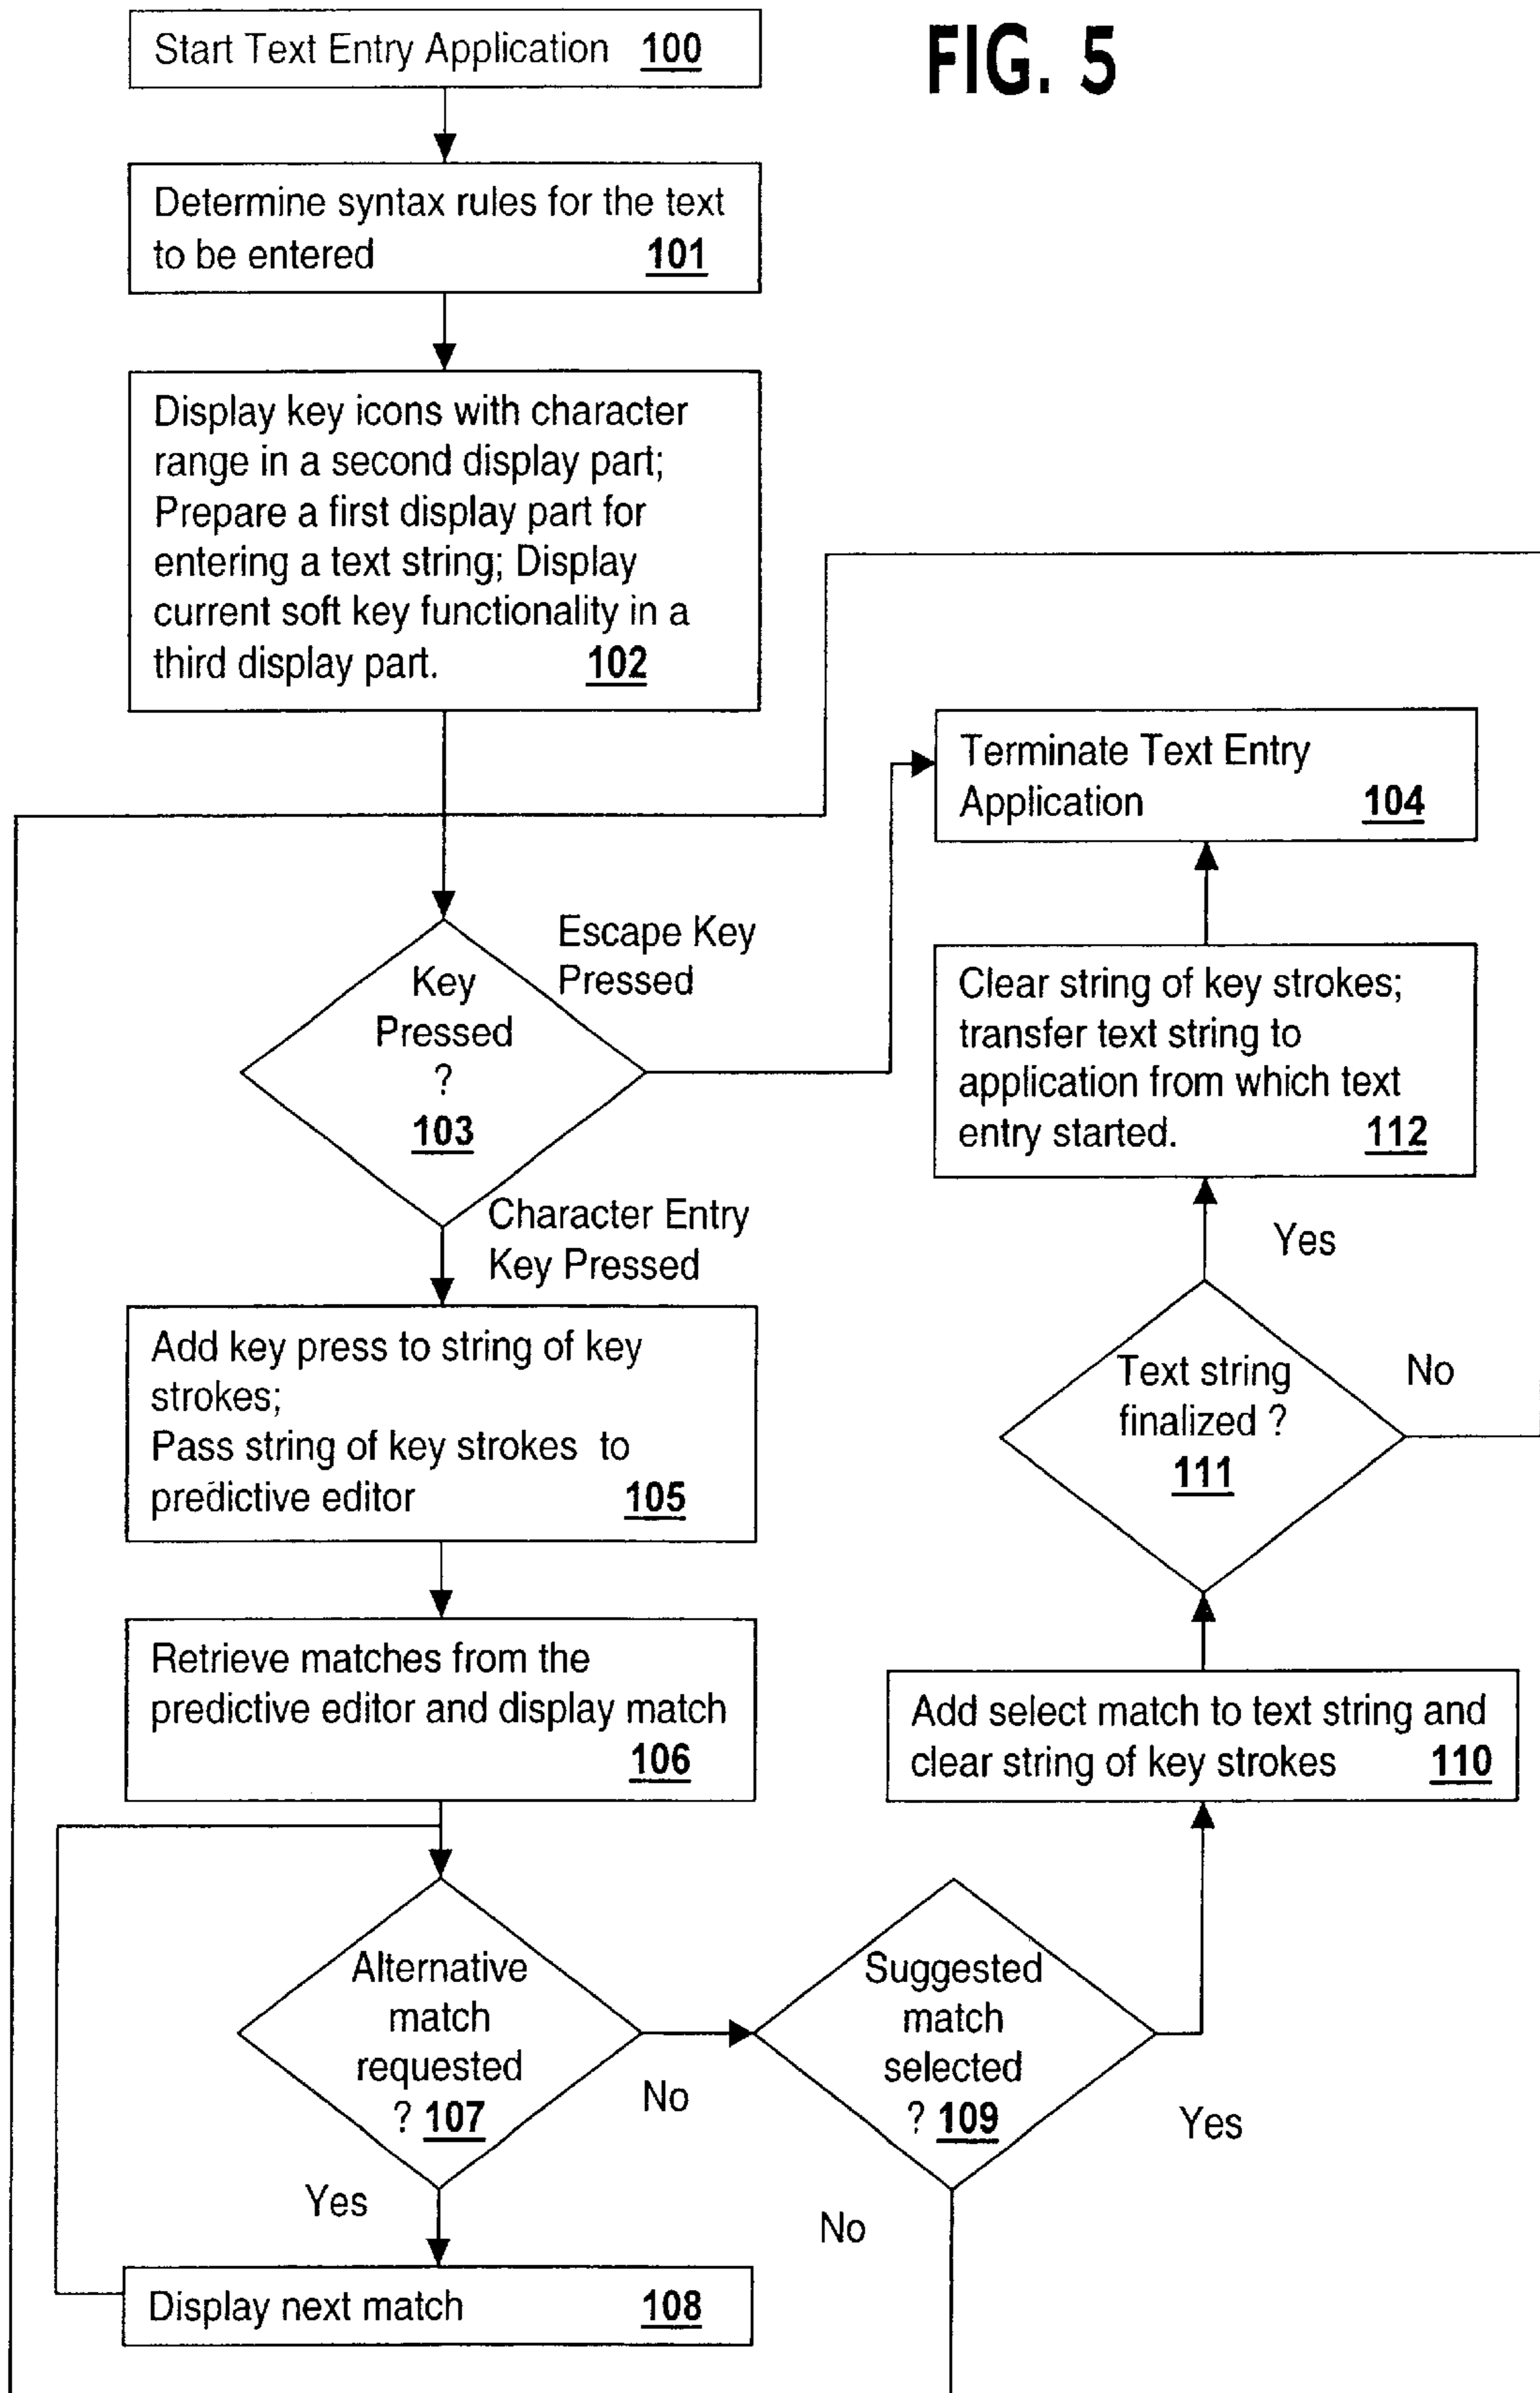 FIG. 5
Start Text Entry Application 100
Determine syntax rules for the text
to be entered 101
Display key icons with character
range in a second display part;
Prepare a first display part for
entering a text string; Display
current soft key functionality in a
third display part. 102
Key
Pressed
?
103
Escape Key
Pressed
Terminate Text Entry
Application 104
Character Entry
Key Pressed
Add key press to string of key
strokes;
Pass string of key strokes to
predictive editor 105
Retrieve matches from the
predictive editor and display match
106
Alternative
match
requested
? 107
Yes
Display next match 108
No
Suggested
match
selected
? 109
No
Yes
Add select match to text string and
clear string of key strokes 110
Text string
finalized ?
111
No
Yes
Clear string of key strokes;
transfer text string to
application from which text
entry started. 112